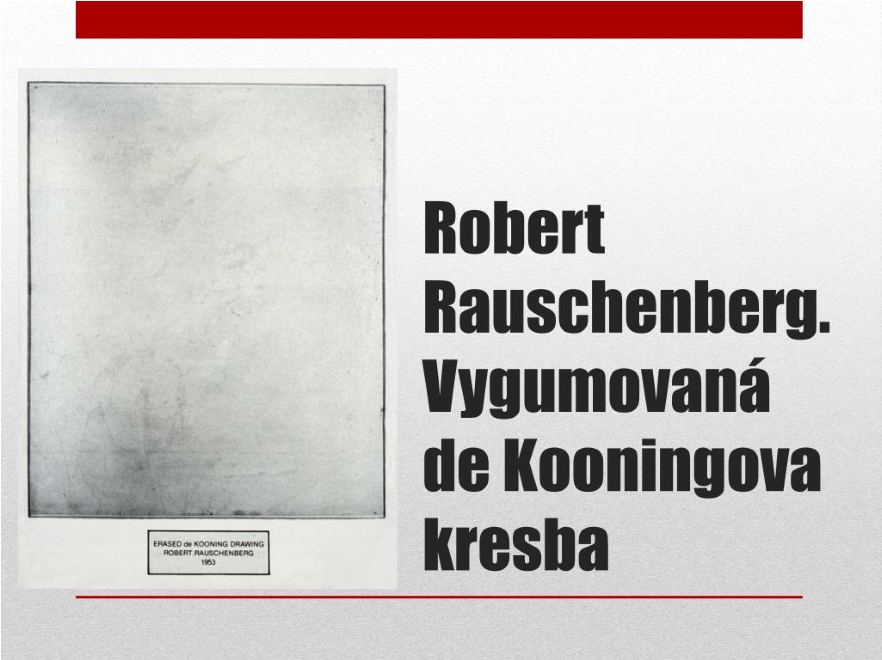 ERASED de KOONING DRAWING
ROBERT RAUSCHENBERG
1953
Robert
Rauschenberg.
Vygumovaná
de Kooningova
kresba